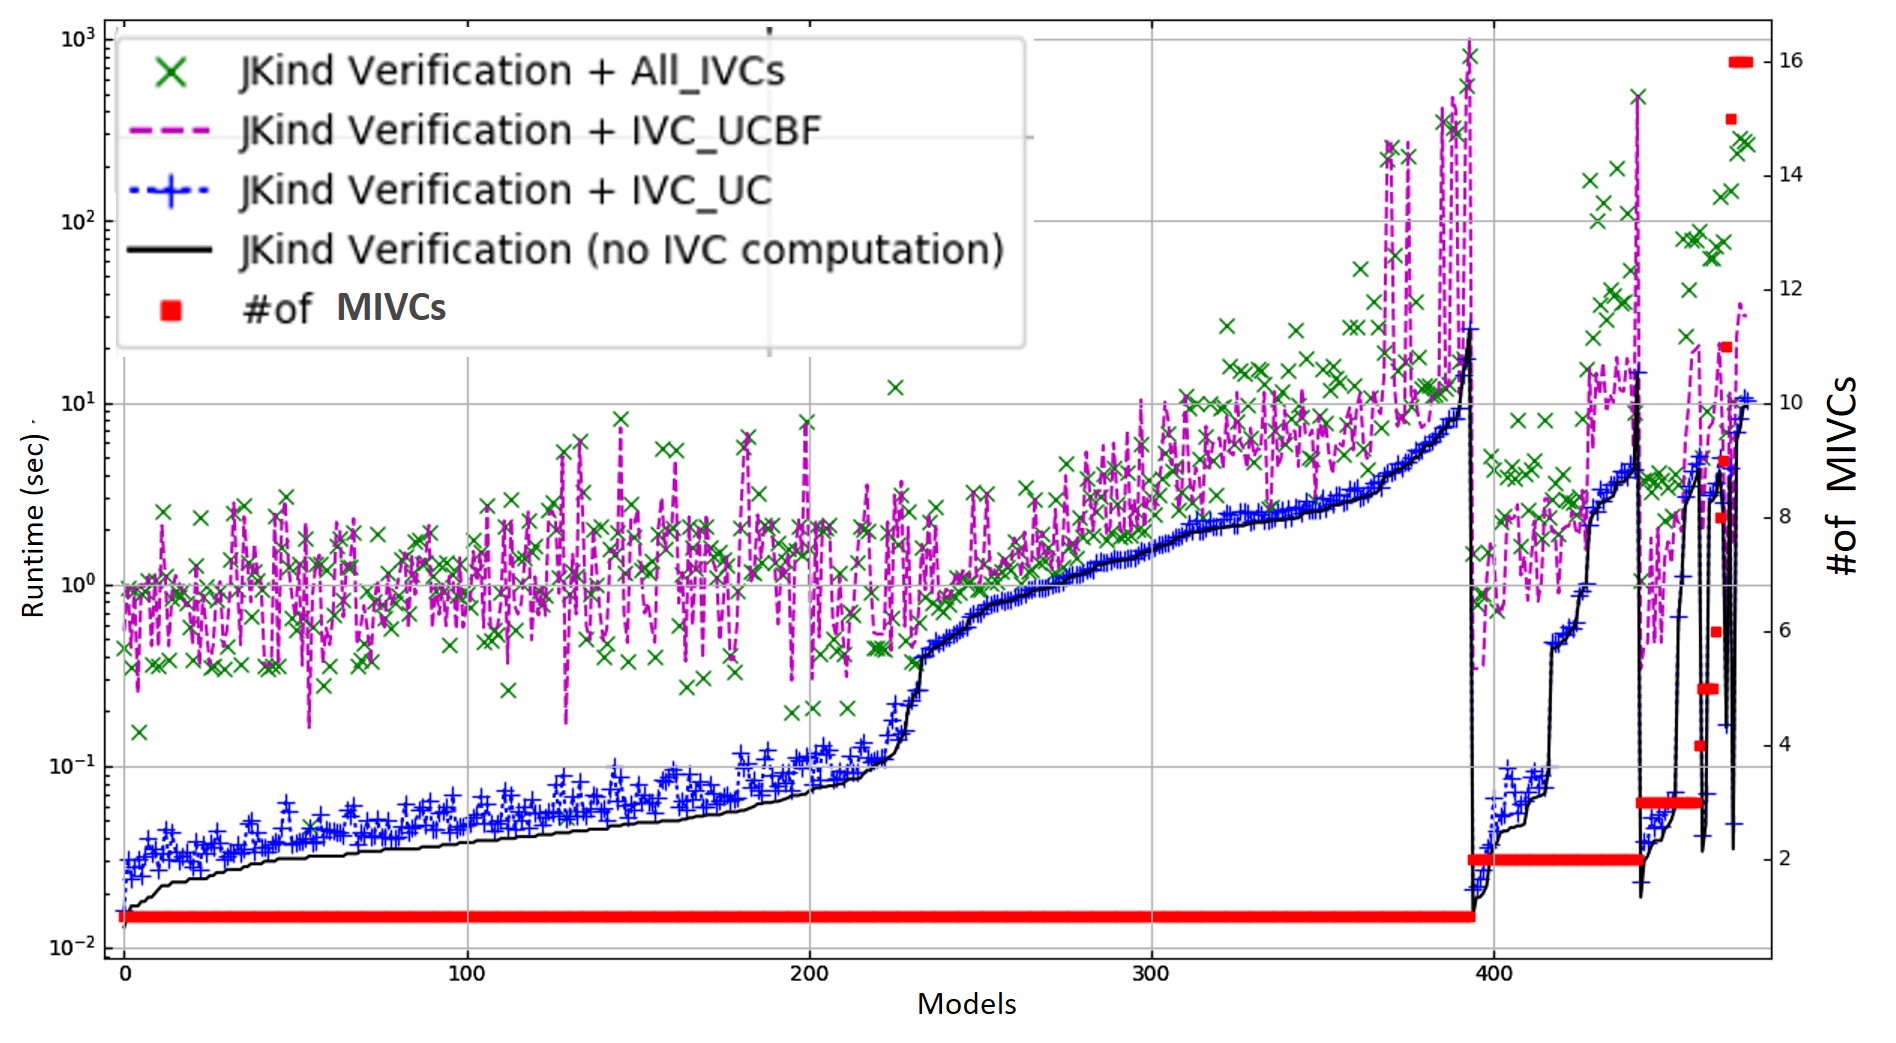 JKind Verification + All_IVCs
JKind Verification + IVC_UCBF
JKind Verification + IVC_UC
JKind Verification (no IVC computation)
#of MIVCs
10³
10²
10¹
10⁰
10⁻¹
10⁻²
Runtime (sec)
0 100 200 300 400
Models
16
14
12
10
8
6
4
2
#of MIVCs